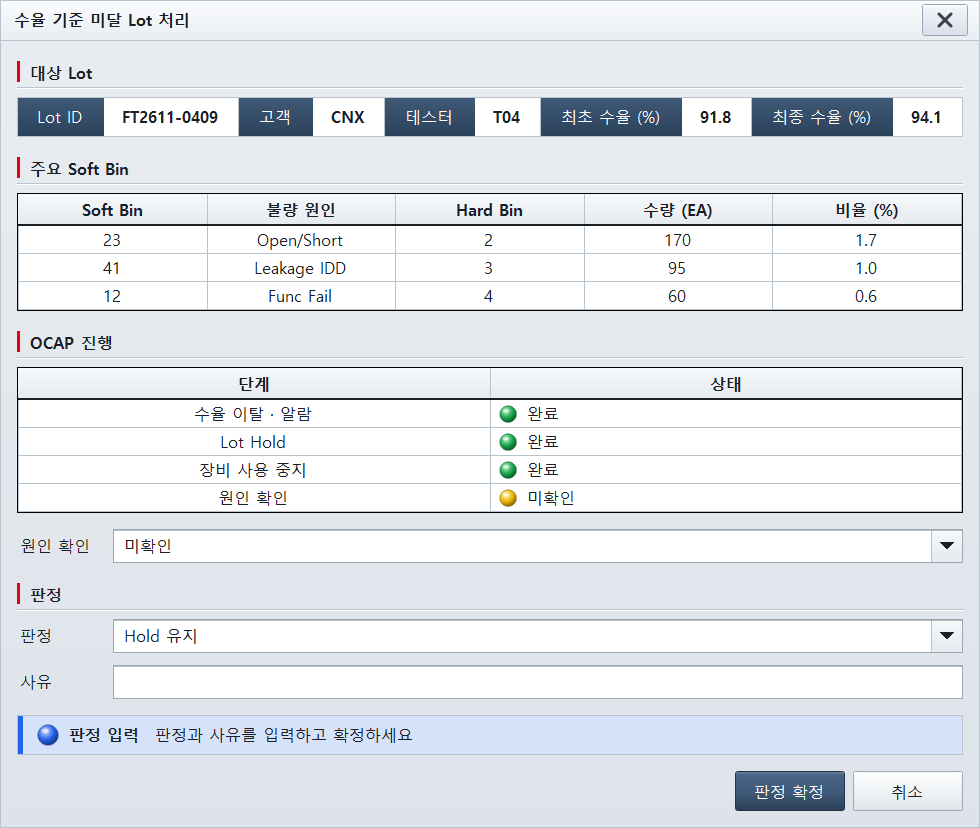 수율 기준 미달 Lot 처리
대상 Lot
Lot ID FT2611-0409 고객 CNX 테스터 T04 최초 수율 (%) 91.8 최종 수율 (%) 94.1
주요 Soft Bin
Soft Bin 불량 원인 Hard Bin 수량 (EA) 비율 (%)
23 Open/Short 2 170 1.7
41 Leakage IDD 3 95 1.0
12 Func Fail 4 60 0.6
OCAP 진행
단계 상태
수율 이탈 · 알람 완료
Lot Hold 완료
장비 사용 중지 완료
원인 확인 미확인
원인 확인 미확인
판정
판정 Hold 유지
사유
판정 입력 판정과 사유를 입력하고 확정하세요
판정 확정 취소